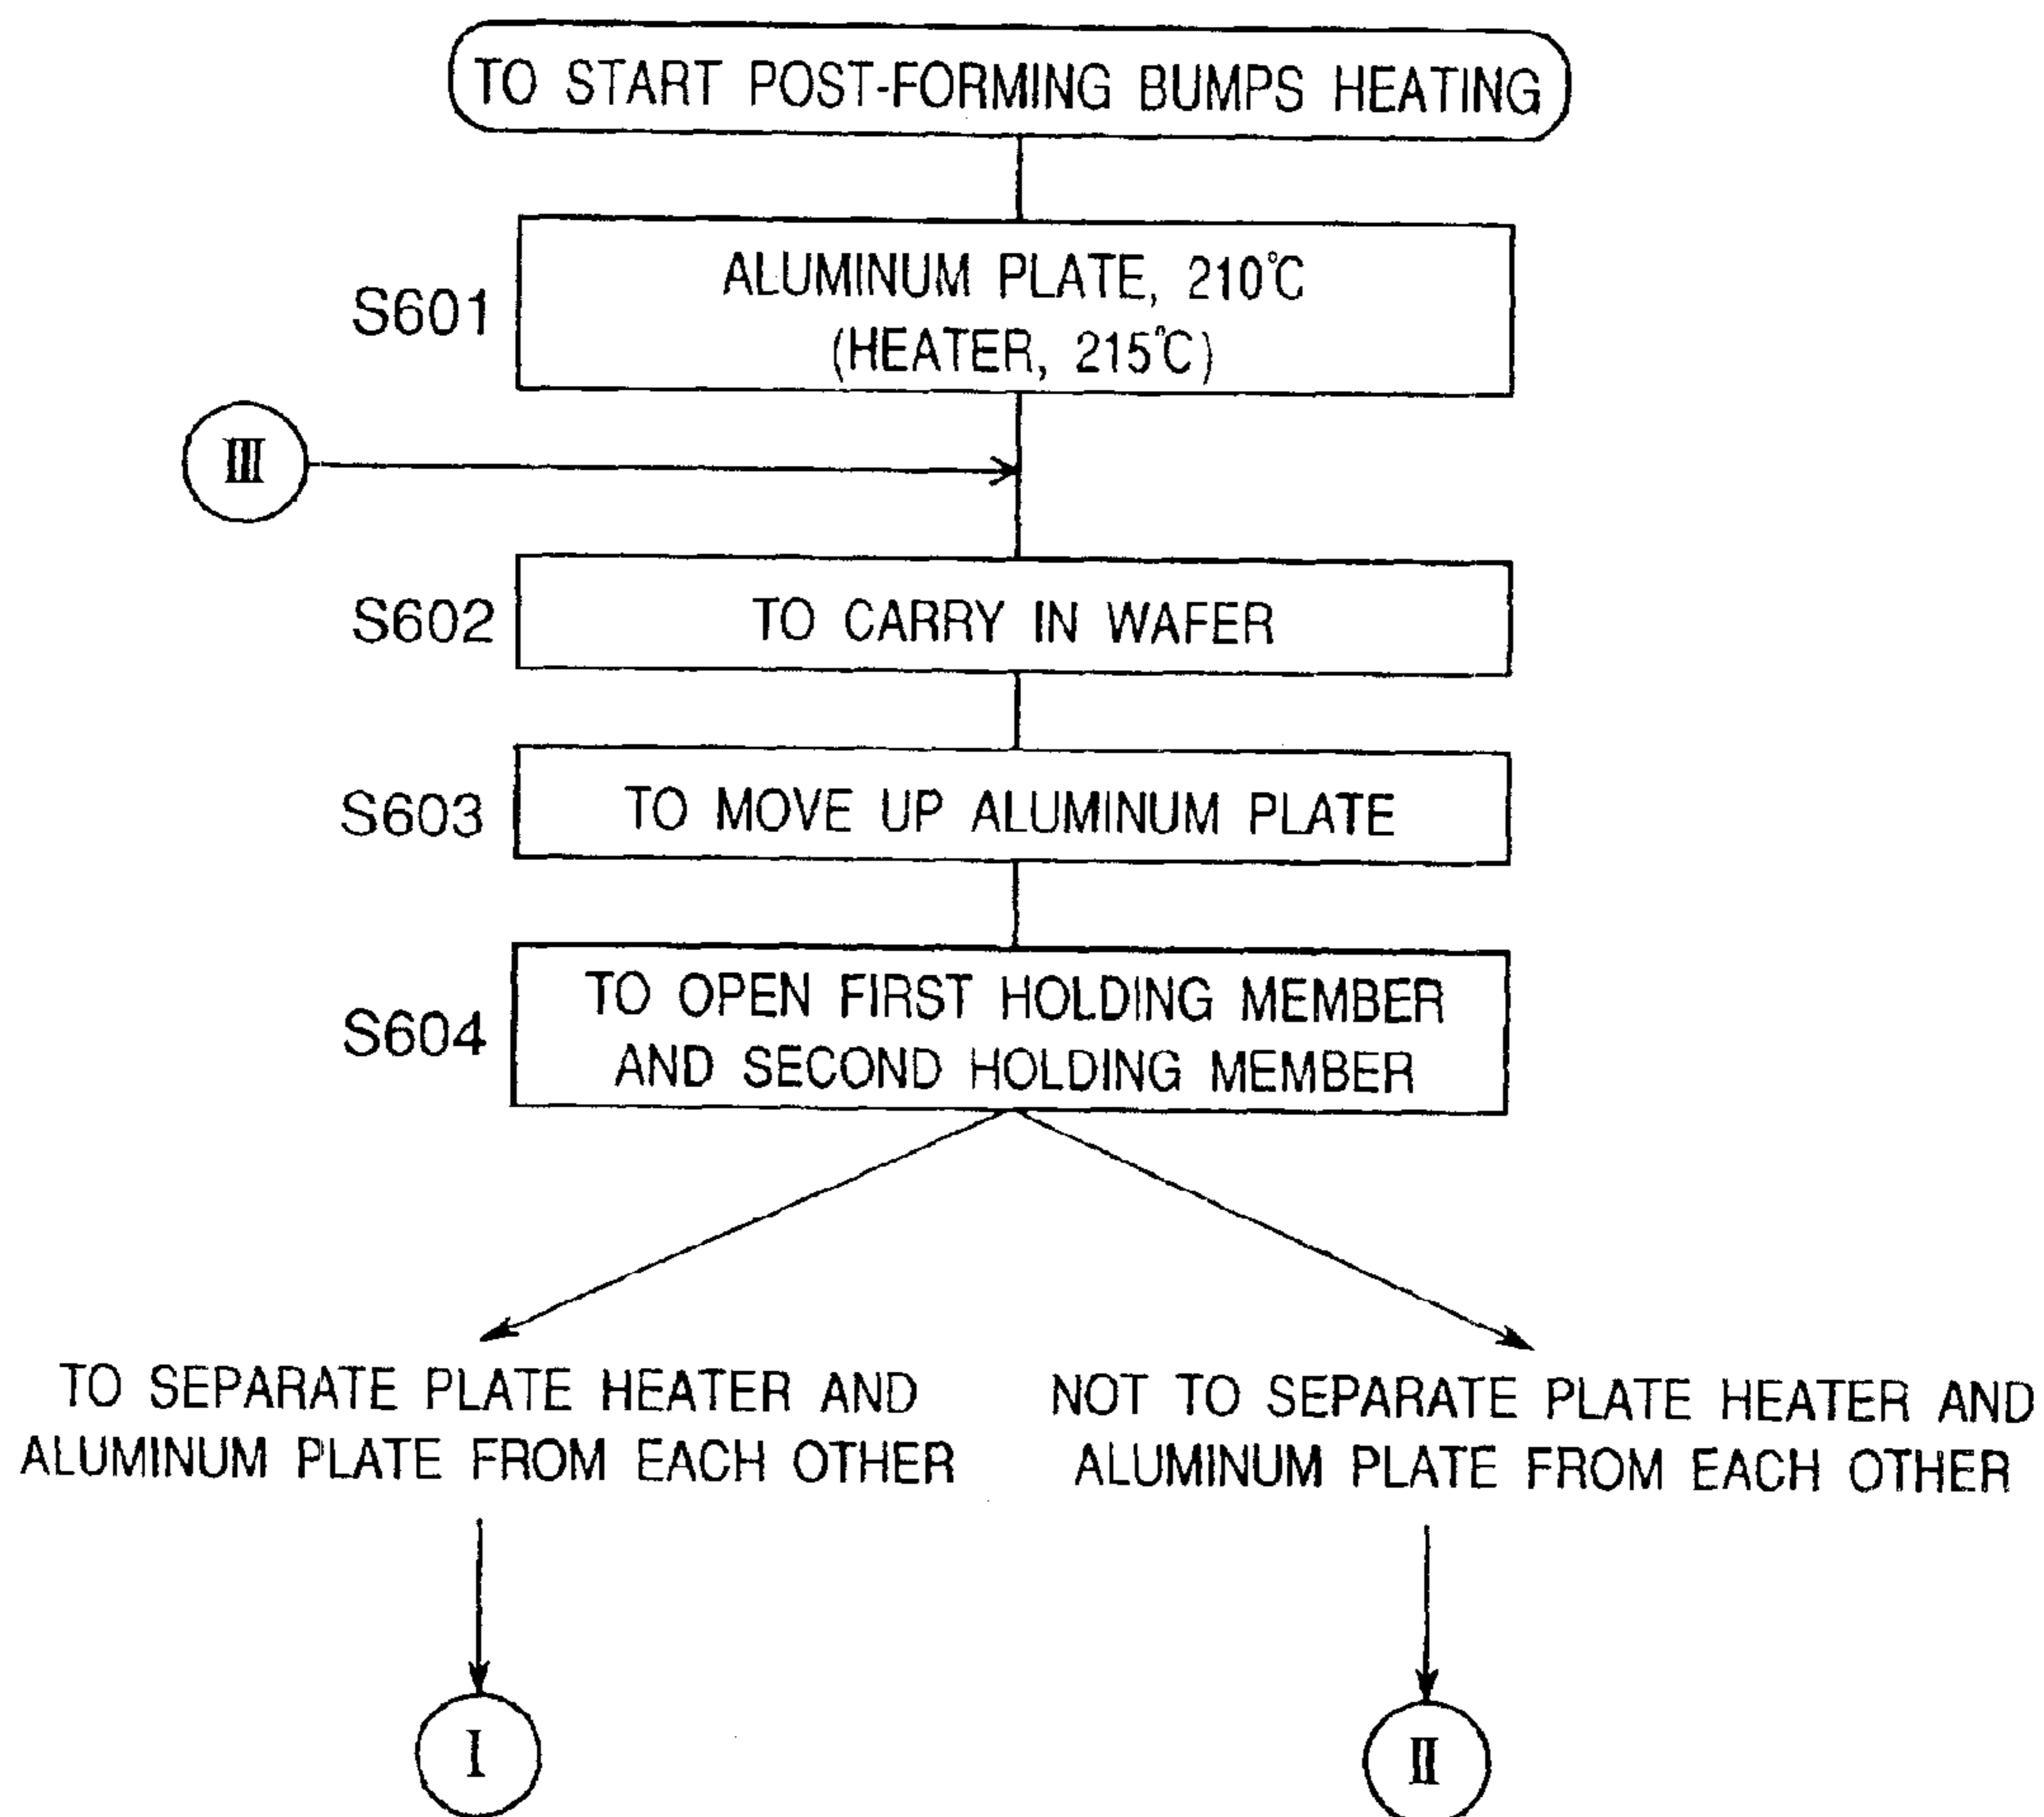 TO START POST-FORMING BUMPS HEATING
S601
ALUMINUM PLATE, 210℃
(HEATER, 215℃)
III
S602
TO CARRY IN WAFER
S603
TO MOVE UP ALUMINUM PLATE
S604
TO OPEN FIRST HOLDING MEMBER
AND SECOND HOLDING MEMBER
TO SEPARATE PLATE HEATER AND
ALUMINUM PLATE FROM EACH OTHER
NOT TO SEPARATE PLATE HEATER AND
ALUMINUM PLATE FROM EACH OTHER
I
II